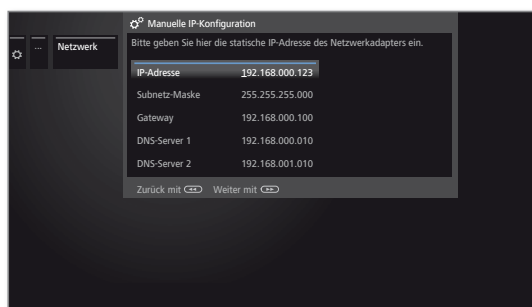 Manuelle IP-Konfiguration
... Netzwerk
Bitte geben Sie hier die statische IP-Adresse des Netzwerkadapters ein.
IP-Adresse 192.168.000.123
Subnetz-Maske 255.255.255.000
Gateway 192.168.000.100
DNS-Server 1 192.168.000.010
DNS-Server 2 192.168.001.010
Zurück mit Weiter mit